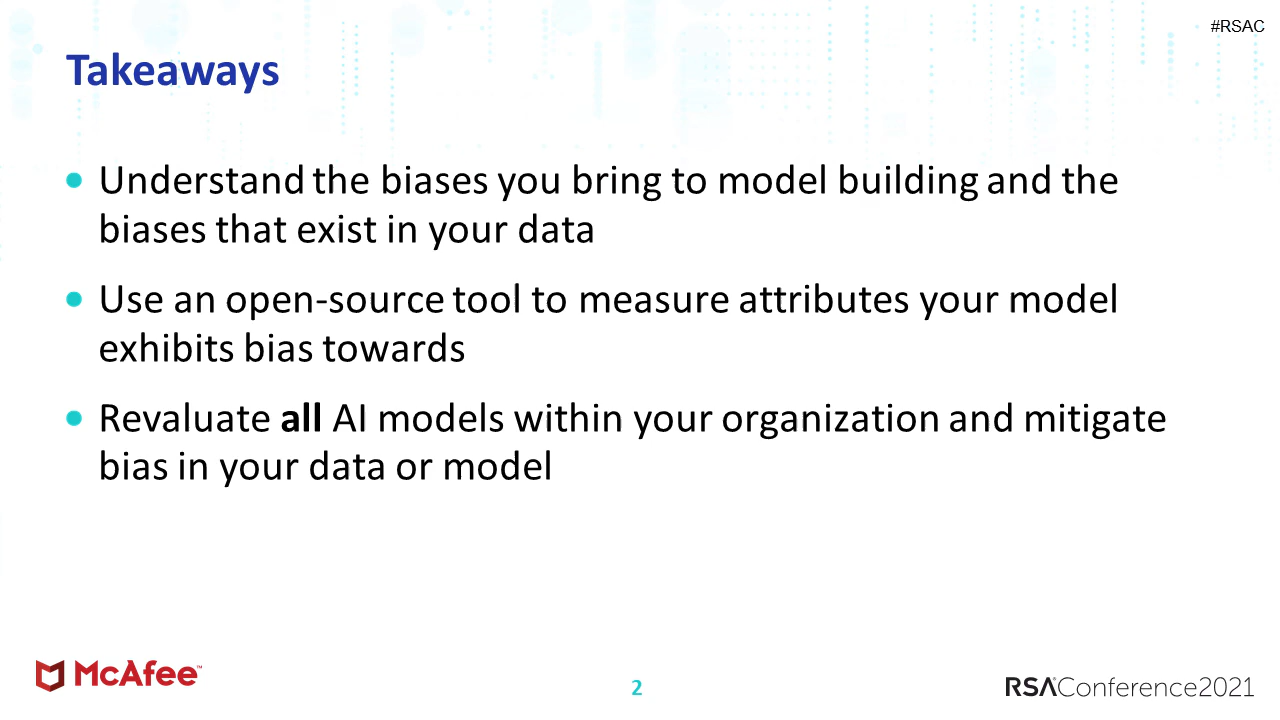 #RSAC
Takeaways
Understand the biases you bring to model building and the
biases that exist in your data
Use an open-source tool to measure attributes your model
exhibits bias towards
Revaluate all AI models within your organization and mitigate
bias in your data or model
McAfee™
2
RSAConference2021